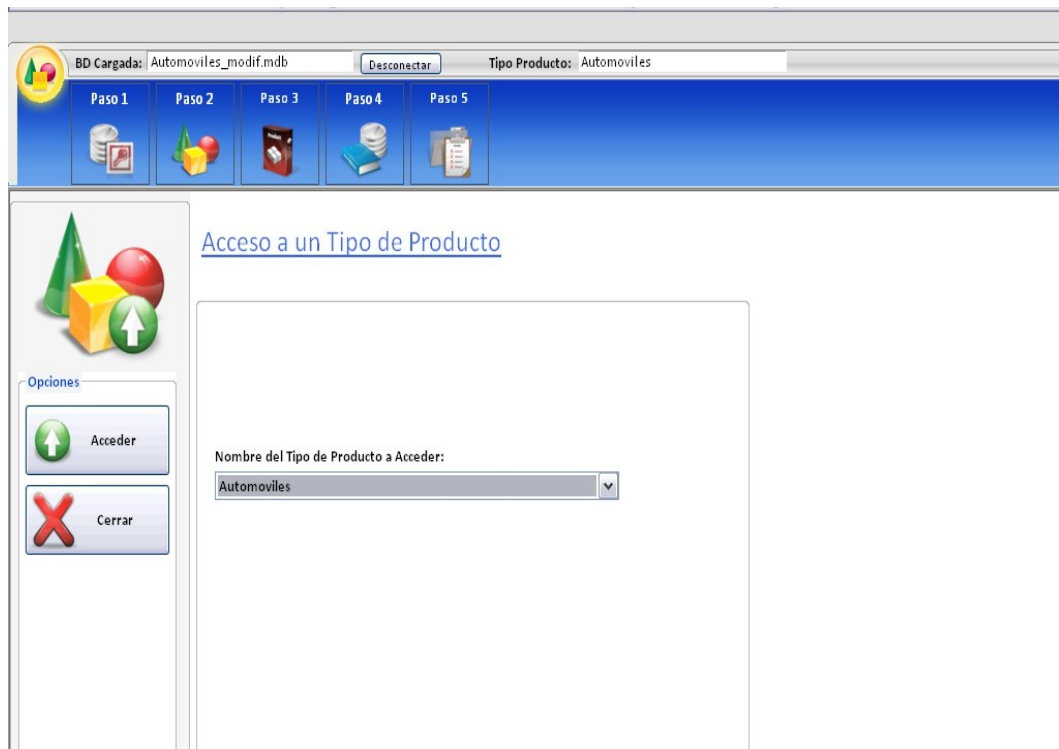 BD Cargada: Automoviles_modif.mdb Desconectar Tipo Producto: Automoviles
Paso 1 Paso 2 Paso 3 Paso 4 Paso 5
Acceso a un Tipo de Producto
Opciones
Acceder
Nombre del Tipo de Producto a Acceder:
Automoviles
Cerrar